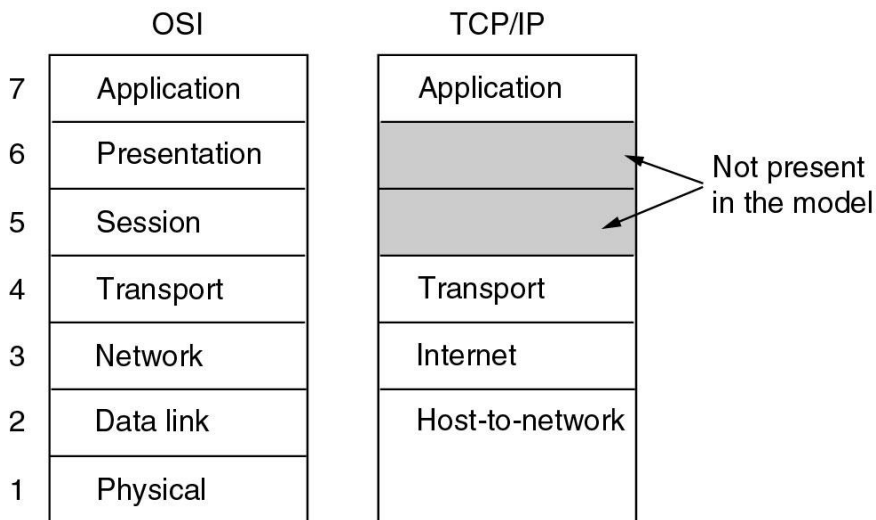 OSI TCP/IP
7 Application Application
6 Presentation
Not present
in the model
5 Session
4 Transport Transport
3 Network Internet
2 Data link Host-to-network
1 Physical